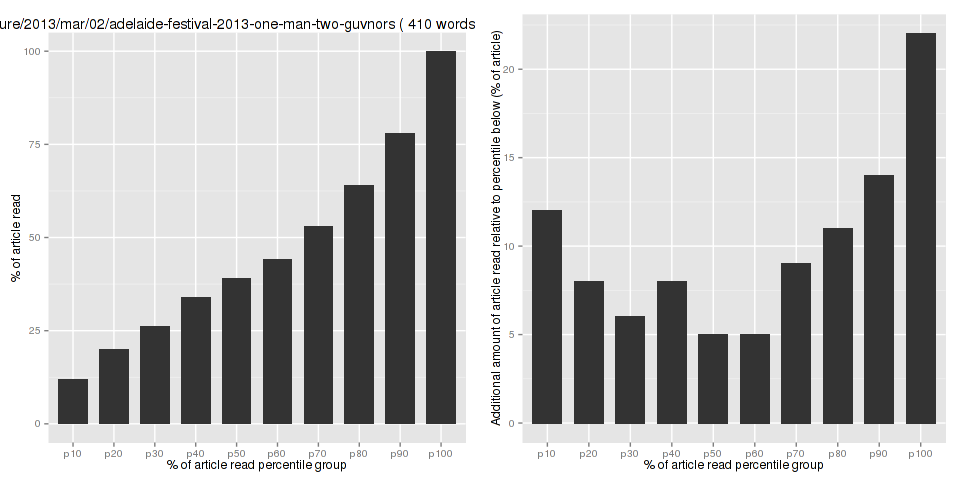 ure/2013/mar/02/adelaide-festival-2013-one-man-two-guvnors ( 410 words
% of article read
100
75
50
25
0
p10 p20 p30 p40 p50 p60 p70 p80 p90 p100
% of article read percentile group
Additional amount of article read relative to percentile below (% of article)
20
15
10
5
0
p10 p20 p30 p40 p50 p60 p70 p80 p90 p100
% of article read percentile group